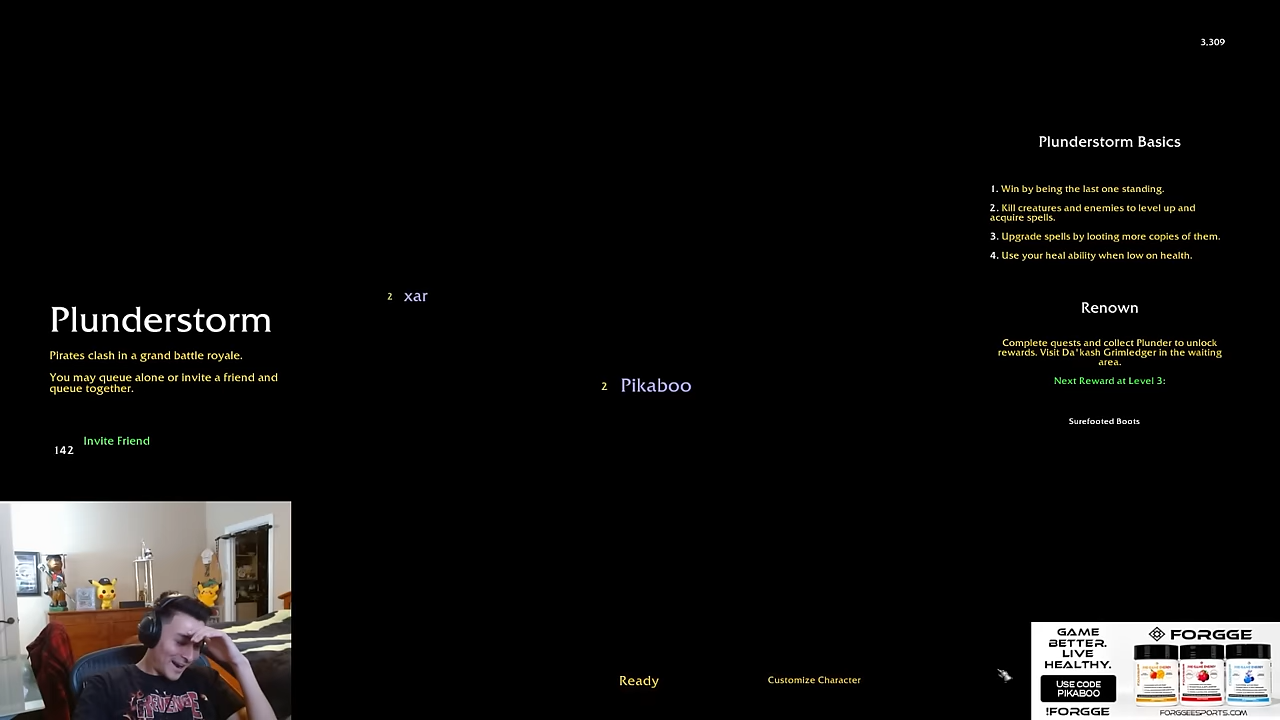 3,309
Plunderstorm Basics
1. Win by being the last one standing.
2. Kill creatures and enemies to level up and
acquire spells.
3. Upgrade spells by looting more copies of them.
4. Use your heal ability when low on health.
Renown
Complete quests and collect Plunder to unlock
rewards. Visit Da'kash Grimledger in the waiting
area.
Next Reward at Level 3:
Surefooted Boots
2 xar
2 Pikaboo
Plunderstorm
Pirates clash in a grand battle royale.
You may queue alone or invite a friend and
queue together.
Invite Friend
142
Ready
Customize Character
GAME
BETTER.
LIVE
HEALTHY.
USE CODE
PIKABOO
!FORGGE
FORGGE
FORGGEESPORTS.COM